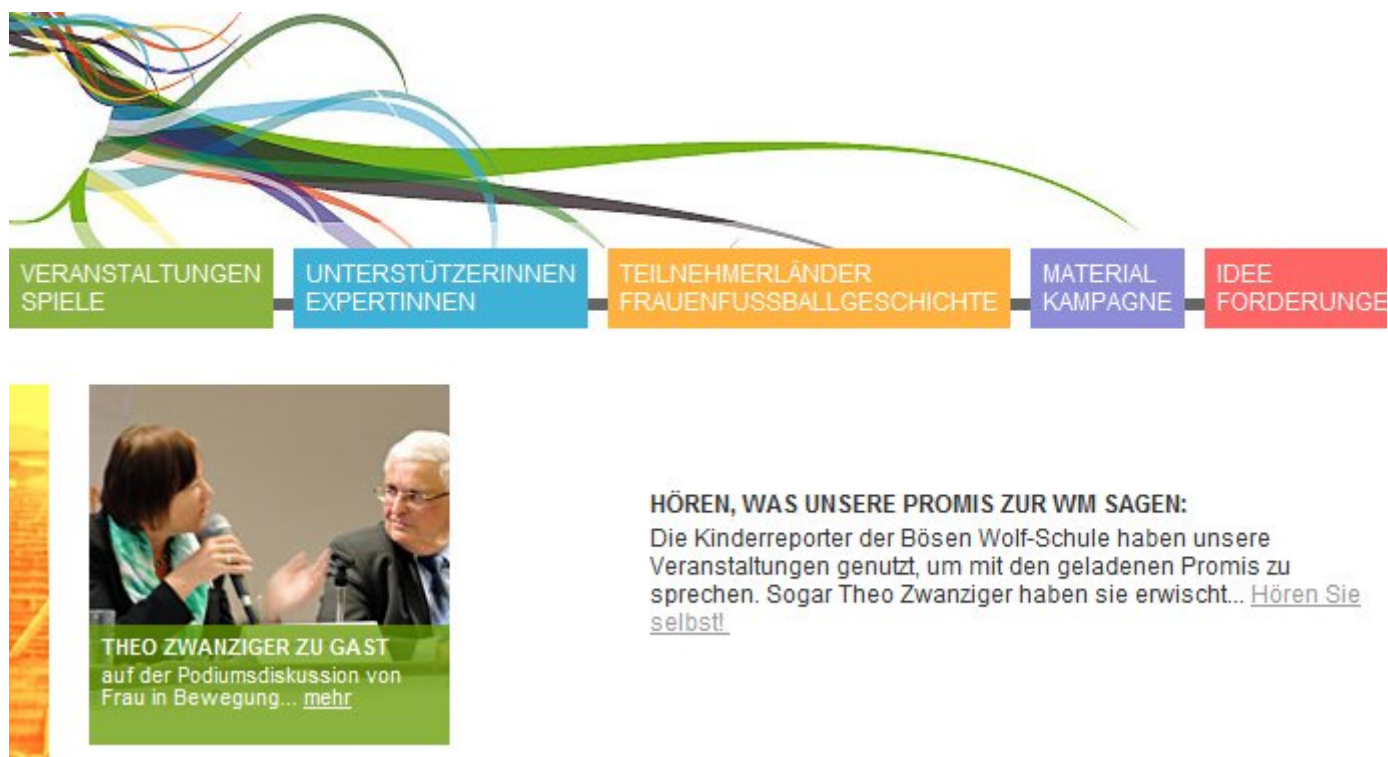 VERANSTALTUNGEN
SPIELE
UNTERSTÜTZERINNEN
EXPERTINNEN
TEILNEHMERLÄNDER
FRAUENFUSSBALLGESCHICHTE
MATERIAL
KAMPAGNE
IDEE
FORDERUNGE
THEO ZWANZIGER ZU GAST
auf der Podiumsdiskussion von
Frau in Bewegung... mehr
HÖREN, WAS UNSERE PROMIS ZUR WM SAGEN:
Die Kinderreporter der Bösen Wolf-Schule haben unsere
Veranstaltungen genutzt, um mit den geladenen Promis zu
sprechen. Sogar Theo Zwanziger haben sie erwischt... Hören Sie
selbst!